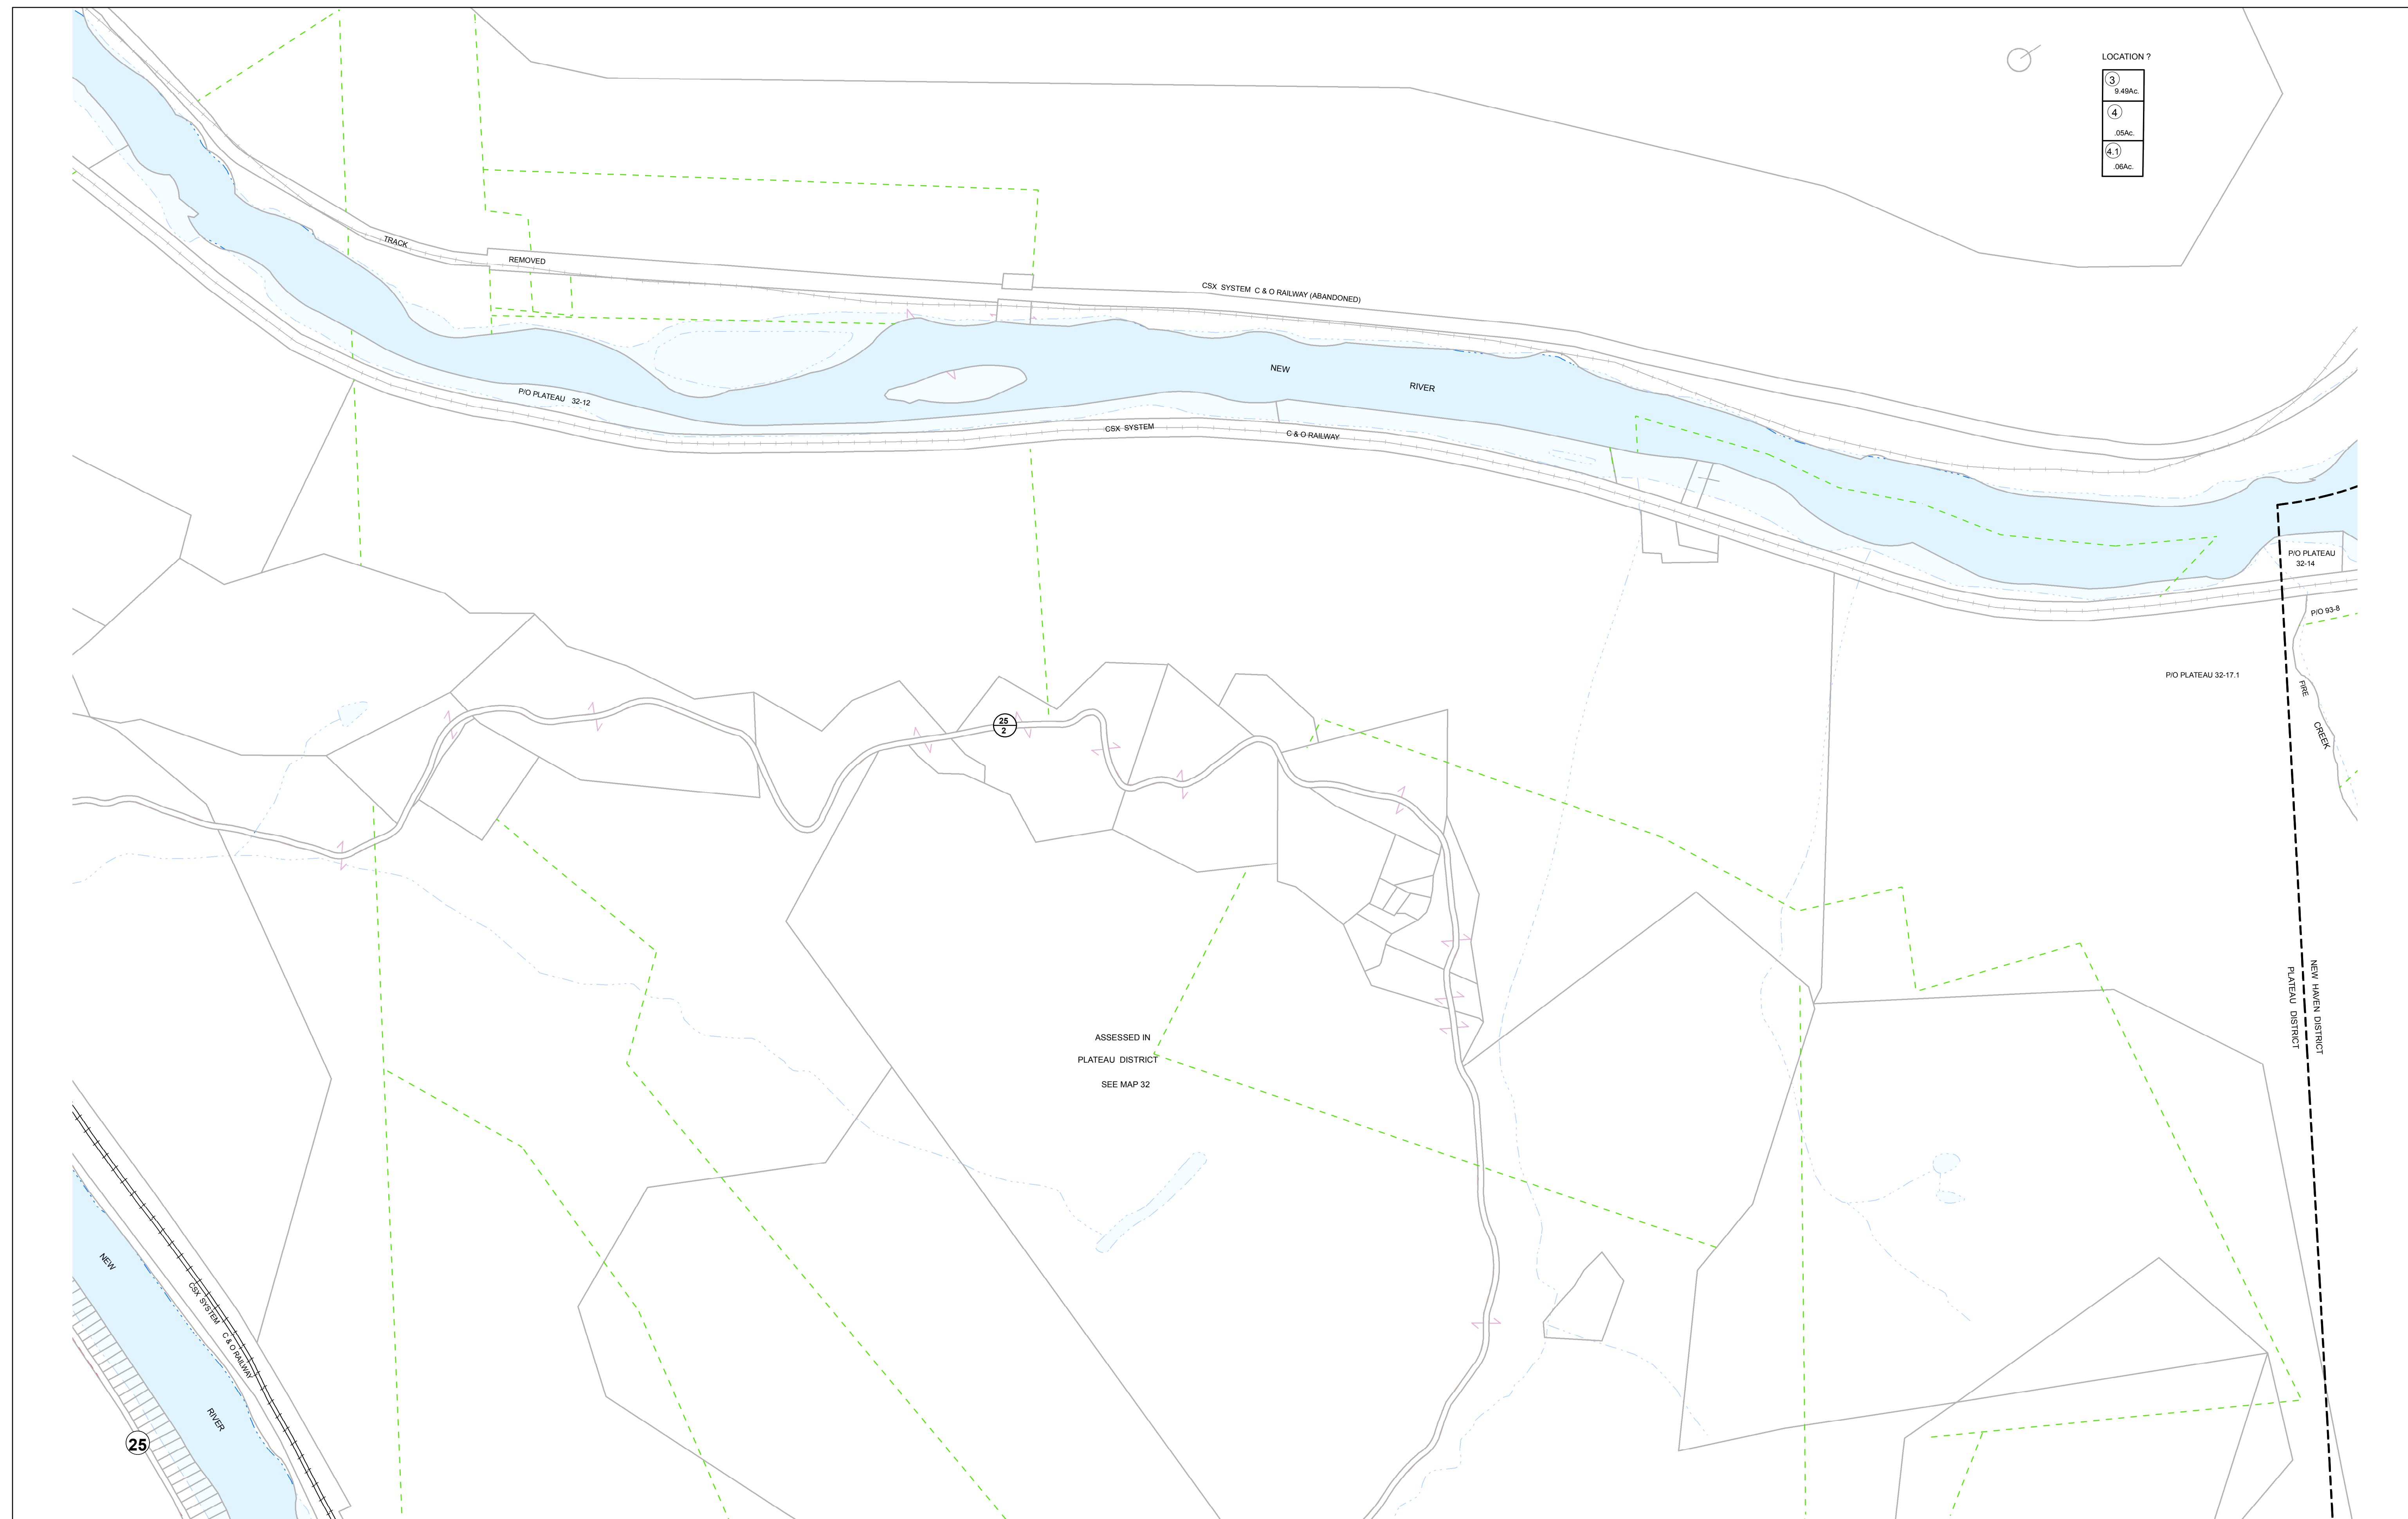 LOCATION ?
3
9.49Ac.
4
.05Ac.
4.1
.06Ac.
TRACK
REMOVED
CSX SYSTEM C & O RAILWAY (ABANDONED)
NEW
RIVER
P/O PLATEAU 32-12
CSX SYSTEM
C & O RAILWAY
P/O PLATEAU
32-14
P/O 93-8
P/O PLATEAU 32-17.1
FIRE
CREEK
25
2
NEW HAVEN DISTRICT
PLATEAU DISTRICT
ASSESSED IN
PLATEAU DISTRICT
SEE MAP 32
NEW
CSX SYSTEM
C & O RAILWAY
RIVER
25